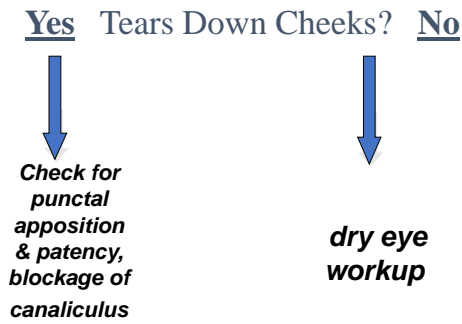 Yes Tears Down Cheeks? No
Check for
punctal
apposition
& patency,
blockage of
canaliculus
dry eye
workup